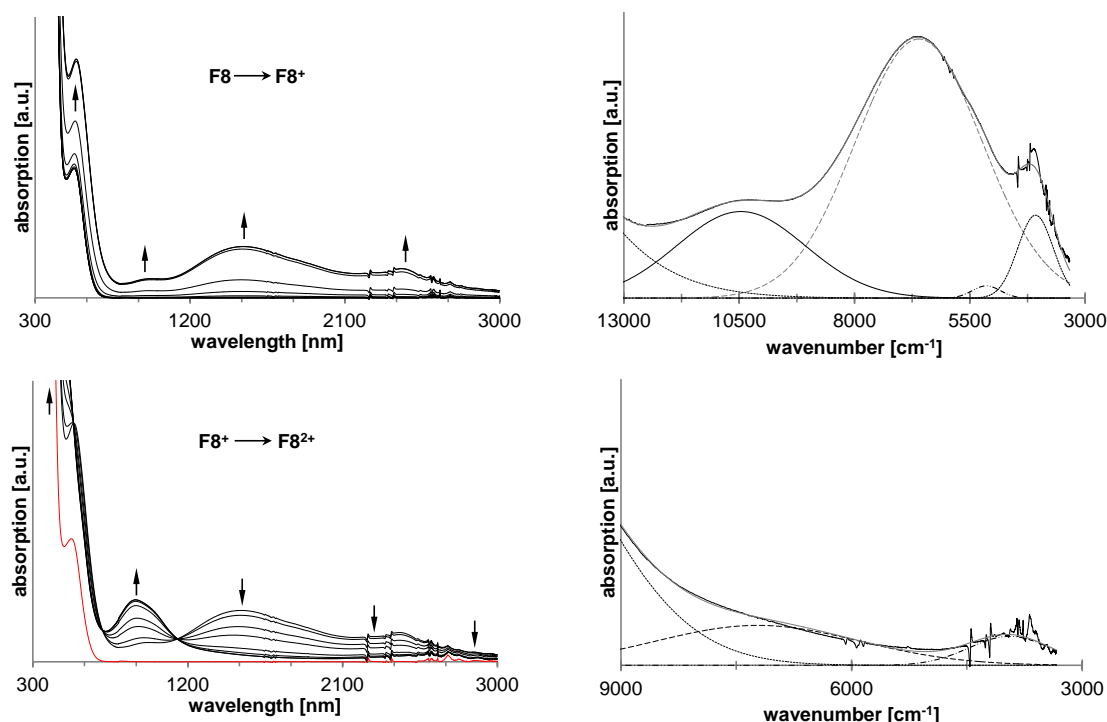 F8 → F8⁺
absorption [a.u.]
300 1200 2100 3000
wavelength [nm]
absorption [a.u.]
13000 10500 8000 5500 3000
wavenumber [cm⁻¹]
F8⁺ → F8²⁺
absorption [a.u.]
300 1200 2100 3000
wavelength [nm]
absorption [a.u.]
9000 6000 3000
wavenumber [cm⁻¹]